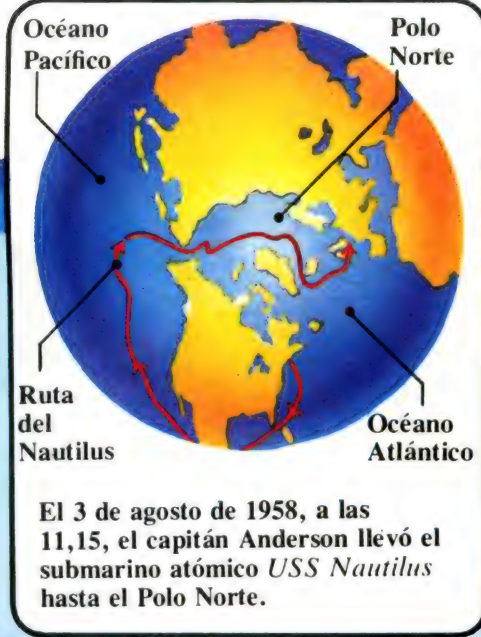 Océano
Pacífico
Polo
Norte
Ruta
del
Nautilus
Océano
Atlántico
El 3 de agosto de 1958, a las
11,15, el capitán Anderson llevó el
submarino atómico USS Nautilus
hasta el Polo Norte.